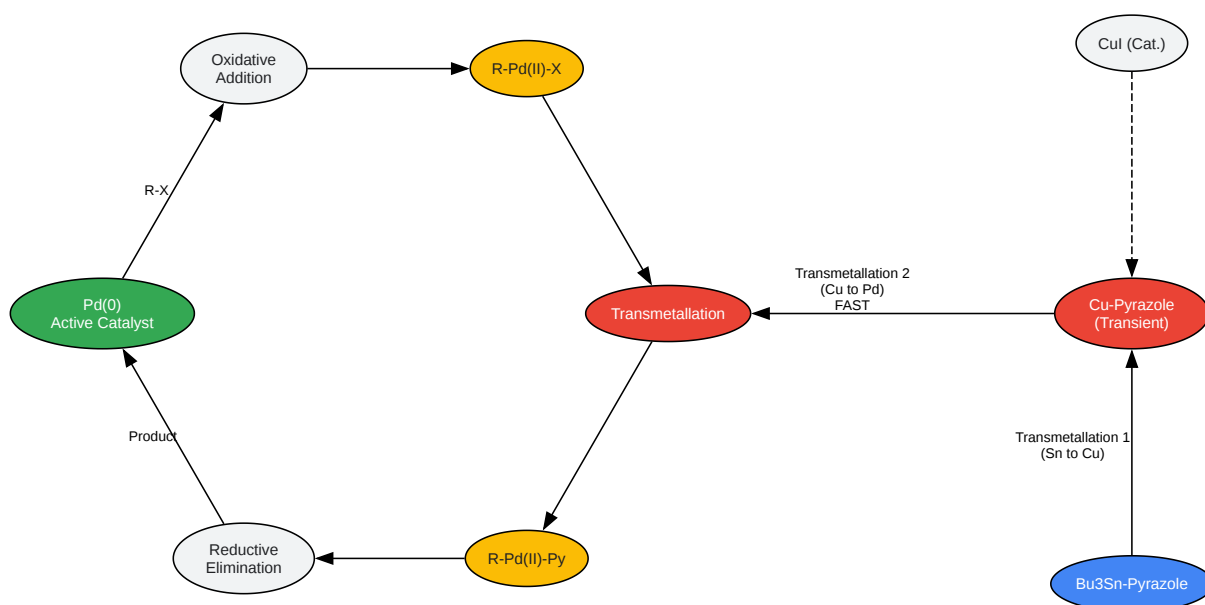 CuI (Cat.)
Oxidative
Addition
R-Pd(II)-X
R-X
Transmetallation 2
(Cu to Pd)
FAST
Pd(0)
Active Catalyst
Transmetallation
Cu-Pyrazole
(Transient)
Product
Transmetallation 1
(Sn to Cu)
Reductive
Elimination
R-Pd(II)-Py
Bu3Sn-Pyrazole